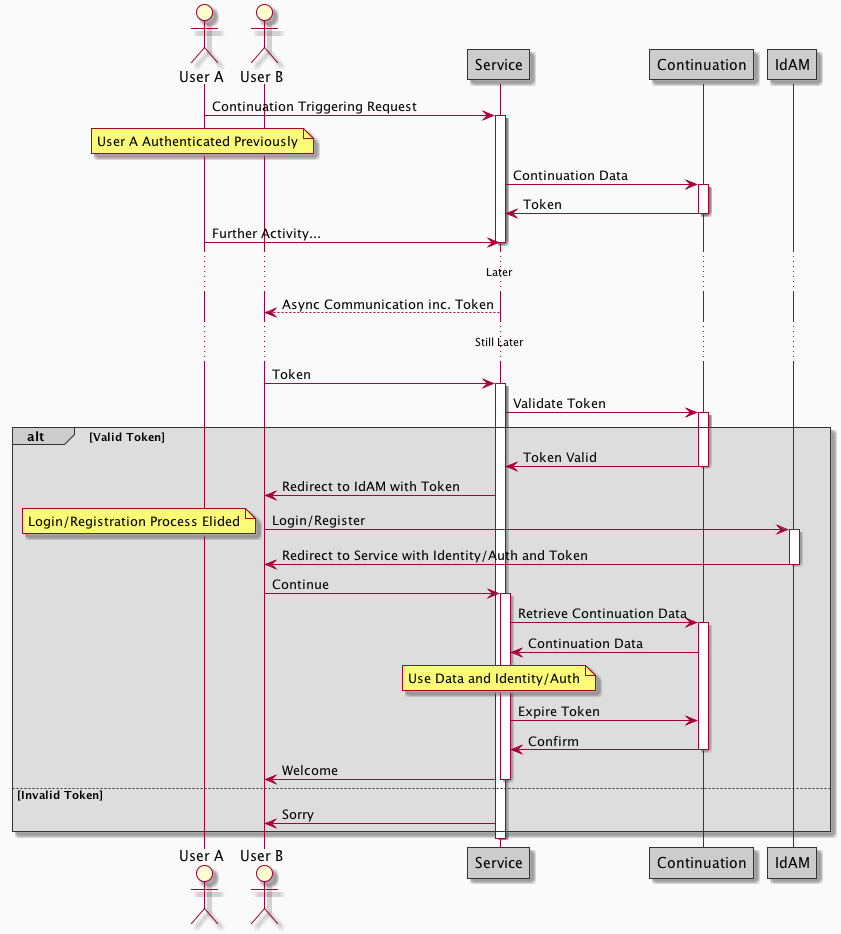 User A
User B
Service
Continuation
IdAM
Continuation Triggering Request
User A Authenticated Previously
Continuation Data
Token
Further Activity...
Later
Async Communication inc. Token
Still Later
Token
Validate Token
alt
[Valid Token]
Token Valid
Redirect to IdAM with Token
Login/Registration Process Elided
Login/Register
Redirect to Service with Identity/Auth and Token
Continue
Retrieve Continuation Data
Continuation Data
Use Data and Identity/Auth
Expire Token
Confirm
Welcome
[Invalid Token]
Sorry
User A
User B
Service
Continuation
IdAM